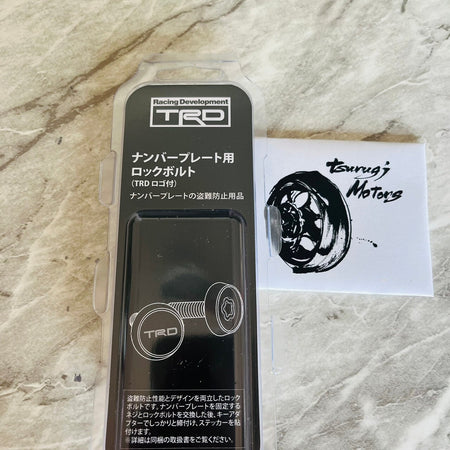 Racing Development
TRD
ナンバープレート用
ロックボルト
(TRD ロゴ付)
ナンバープレートの盗難防止用品
Tsurugi
Motors
TRD
盗難防止性能とデザインを両立したロック
ボルトです。ナンバープレートを固定する
ネジとロックボルトを交換した後、キーアダ
プターでしっかりと締付け、ステッカーを貼
付けます。
※詳細は同梱の取扱書をご覧ください。